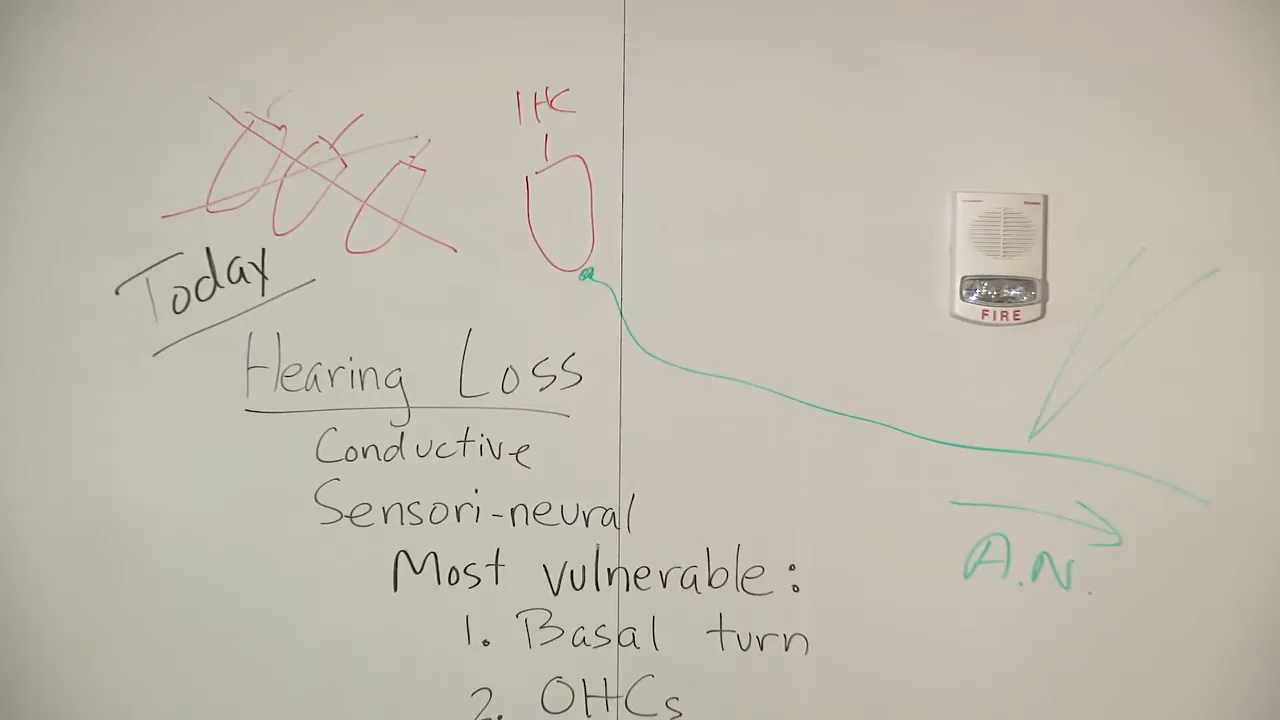 IHC
Today
FIRE
Hearing Loss
Conductive
Sensori-neural
Most vulnerable:
A.N.
1. Basal turn
2. OHCs